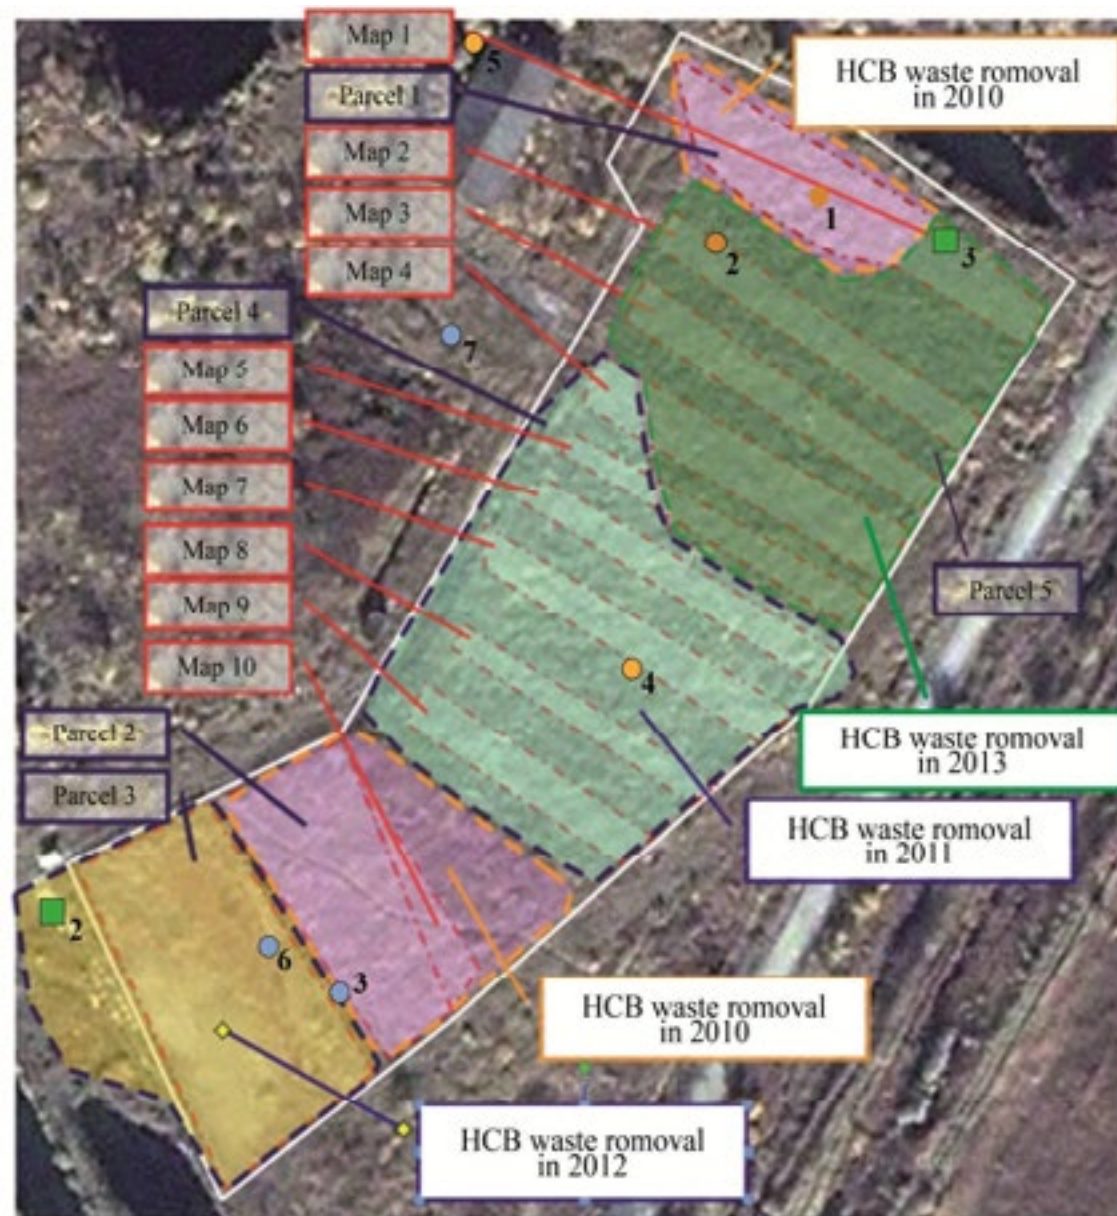 Map 1
5
HCB waste romoval
in 2010
Parcel 1
Map 2
Map 3
1
2
3
Map 4
Parcel 4
7
Map 5
Map 6
Map 7
Map 8
Parcel 5
Map 9
Map 10
4
Parcel 2
HCB waste romoval
in 2013
Parcel 3
HCB waste romoval
in 2011
2
6
3
HCB waste romoval
in 2010
HCB waste romoval
in 2012